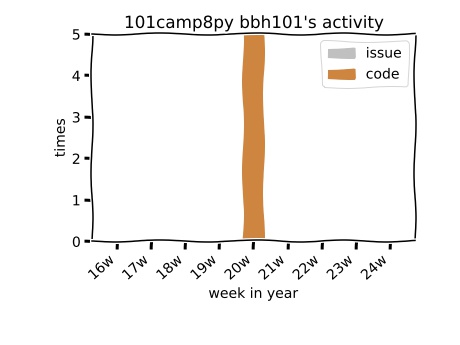 101camp8py bbh101's activity
5
4
3
2
1
0
times
issue
code
16w 17w 18w 19w 20w 21w 22w 23w 24w
week in year